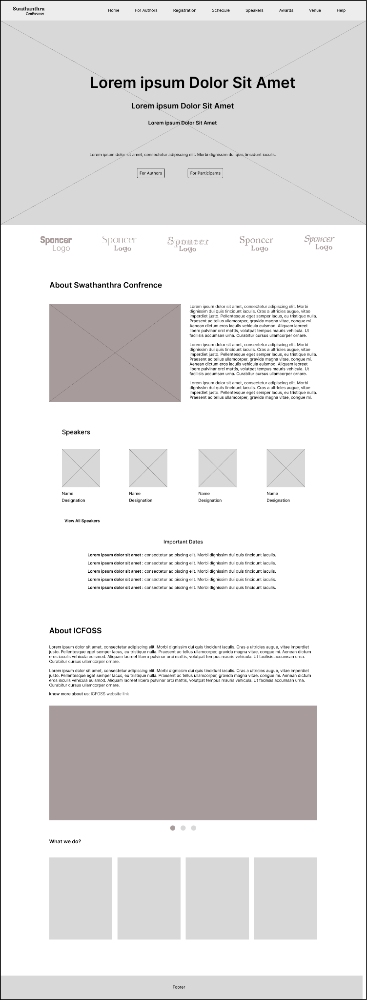 Swathanthra
Conference
Home For Authors Registration Schedule Speakers Awards Venue Help
Lorem ipsum Dolor Sit Amet
Lorem ipsum Dolor Sit Amet
Lorem ipsum Dolor Sit Amet
Lorem ipsum dolor sit amet, consectetur adipiscing elit. Morbi dignissim dui quis tincidunt iaculis.
For Authors For Participants
Sponcer Sponcer Sponcer Sponcer Sponcer
Logo Logo Logo Logo Logo
About Swathanthra Confrence
Lorem ipsum dolor sit amet, consectetur adipiscing elit. Morbi
dignissim dui quis tincidunt iaculis. Cras a ultricies augue, vitae
imperdiet justo. Pellentesque eget semper lacus, eu tristique nulla.
Praesent ac tellus ullamcorper, gravida magna vitae, congue mi.
Aenean dictum eros iaculis vehicula euismod. Aliquam laoreet
libero pulvinar orci mattis, volutpat tempus mauris vehicula. Ut
facilisis accumsan urna. Curabitur cursus ullamcorper ornare.
Lorem ipsum dolor sit amet, consectetur adipiscing elit. Morbi
dignissim dui quis tincidunt iaculis. Cras a ultricies augue, vitae
imperdiet justo. Pellentesque eget semper lacus, eu tristique nulla.
Praesent ac tellus ullamcorper, gravida magna vitae, congue mi.
Aenean dictum eros iaculis vehicula euismod. Aliquam laoreet
libero pulvinar orci mattis, volutpat tempus mauris vehicula. Ut
facilisis accumsan urna. Curabitur cursus ullamcorper ornare.
Lorem ipsum dolor sit amet, consectetur adipiscing elit. Morbi
dignissim dui quis tincidunt iaculis. Cras a ultricies augue, vitae
imperdiet justo. Pellentesque eget semper lacus, eu tristique nulla.
Praesent ac tellus ullamcorper, gravida magna vitae, congue mi.
Speakers
Name Name Name Name
Designation Designation Designation Designation
View All Speakers
Important Dates
Lorem ipsum dolor sit amet : consectetur adipiscing elit. Morbi dignissim dui quis tincidunt iaculis.
Lorem ipsum dolor sit amet : consectetur adipiscing elit. Morbi dignissim dui quis tincidunt iaculis.
Lorem ipsum dolor sit amet : consectetur adipiscing elit. Morbi dignissim dui quis tincidunt iaculis.
Lorem ipsum dolor sit amet : consectetur adipiscing elit. Morbi dignissim dui quis tincidunt iaculis.
Lorem ipsum dolor sit amet : consectetur adipiscing elit. Morbi dignissim dui quis tincidunt iaculis.
About ICFOSS
Lorem ipsum dolor sit amet, consectetur adipiscing elit. Morbi dignissim dui quis tincidunt iaculis. Cras a ultricies augue, vitae imperdiet
justo. Pellentesque eget semper lacus, eu tristique nulla. Praesent ac tellus ullamcorper, gravida magna vitae, congue mi. Aenean dictum
eros iaculis vehicula euismod. Aliquam laoreet libero pulvinar orci mattis, volutpat tempus mauris vehicula. Ut facilisis accumsan urna.
Curabitur cursus ullamcorper ornare.
Lorem ipsum dolor sit amet, consectetur adipiscing elit. Morbi dignissim dui quis tincidunt iaculis. Cras a ultricies augue, vitae imperdiet
justo. Pellentesque eget semper lacus, eu tristique nulla. Praesent ac tellus ullamcorper, gravida magna vitae, congue mi. Aenean dictum
eros iaculis vehicula euismod. Aliquam laoreet libero pulvinar orci mattis, volutpat tempus mauris vehicula. Ut facilisis accumsan urna.
Curabitur cursus ullamcorper ornare.
know more about us: ICFOSS website link
What we do?
Footer